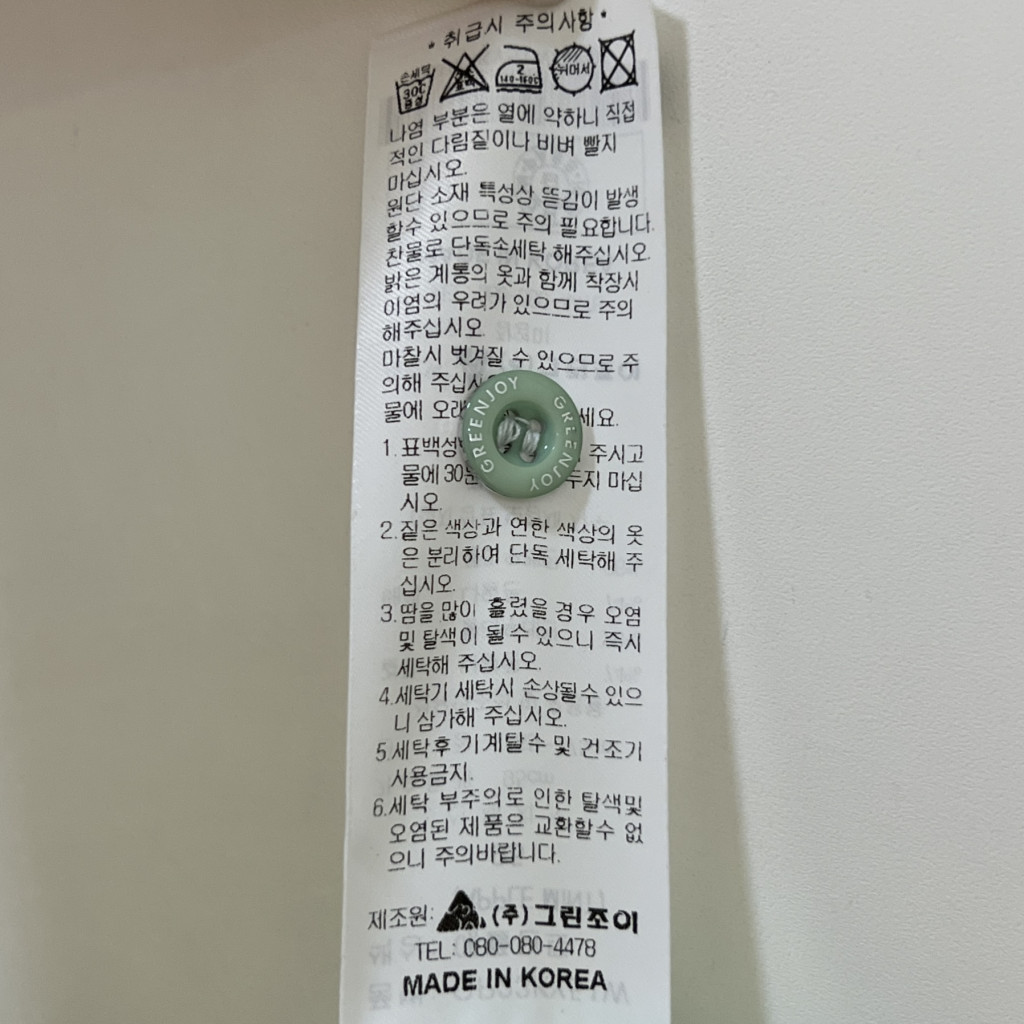 * 취급시 주의사항 *
손세탁
30℃
중성
2
140-160℃
뉘어서
나염 부분은 열에 약하니 직접
적인 다림질이나 비벼 빨지
마십시오.
원단 소재 특성상 뜯김이 발생
할수 있으므로 주의 필요합니다.
찬물로 단독손세탁 해주십시오.
밝은 계통의 옷과 함께 착장시
이염의 우려가 있으므로 주의
해주십시오.
마찰시 벗겨질 수 있으므로 주
의해 주십시
물에 오래 세요.
GREENJOY GREENJOY
1.표백성 주시고
물에 30분 두지 마십
시오.
2.짙은 색상과 연한 색상의 옷
은 분리하여 단독 세탁해 주
십시오.
3.땀을 많이 흘렸을 경우 오염
및 탈색이 될수 있으니 즉시
세탁해 주십시오.
4.세탁기 세탁시 손상될수 있으
니 삼가해 주십시오.
5.세탁후 기계탈수 및 건조기
사용금지.
6.세탁 부주의로 인한 탈색및
오염된 제품은 교환할수 없
으니 주의바랍니다.
제조원: (주)그린조이
TEL: 080-080-4478
MADE IN KOREA